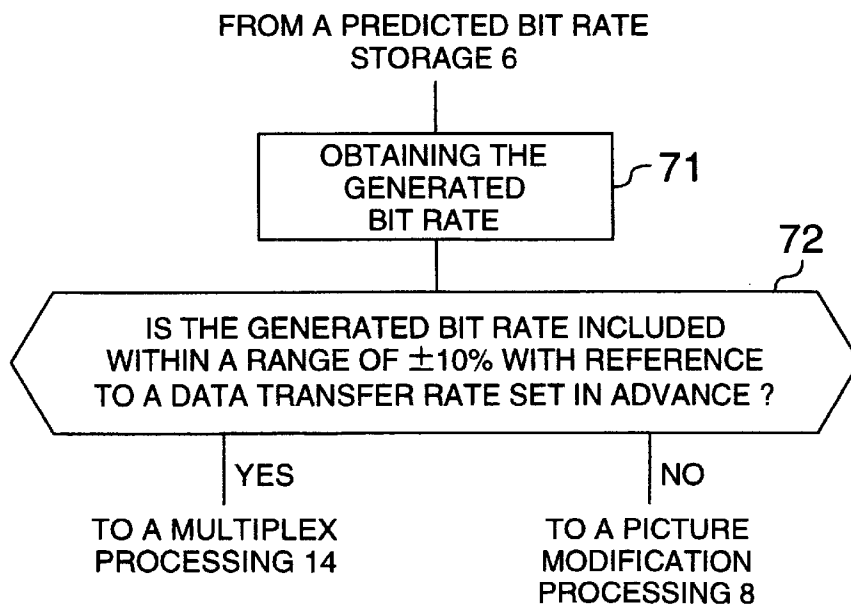 FROM A PREDICTED BIT RATE
STORAGE 6
OBTAINING THE
GENERATED
BIT RATE
71
72
IS THE GENERATED BIT RATE INCLUDED
WITHIN A RANGE OF ±10% WITH REFERENCE
TO A DATA TRANSFER RATE SET IN ADVANCE ?
YES
NO
TO A MULTIPLEX
PROCESSING 14
TO A PICTURE
MODIFICATION
PROCESSING 8